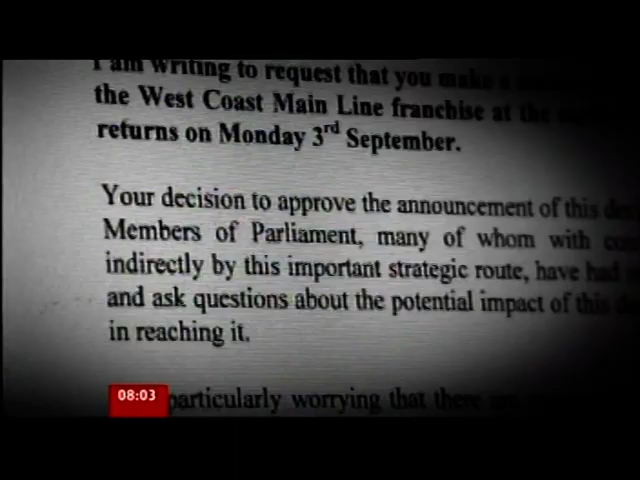 I am writing to request that you make a
the West Coast Main Line franchise at the
returns on Monday 3rd September.
Your decision to approve the announcement of this
Members of Parliament, many of whom with
indirectly by this important strategic route, have had
and ask questions about the potential impact of this
in reaching it.
particularly worrying that there
08:03